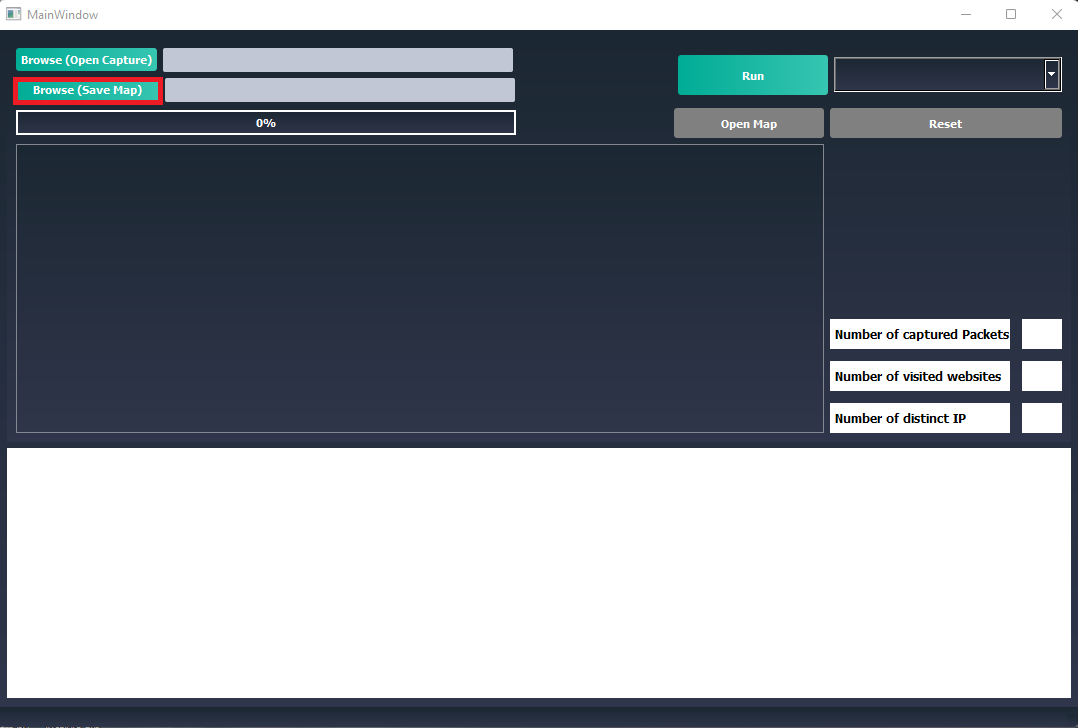 MainWindow
Browse (Open Capture)
Browse (Save Map)
Run
0%
Open Map
Reset
Number of captured Packets
Number of visited websites
Number of distinct IP